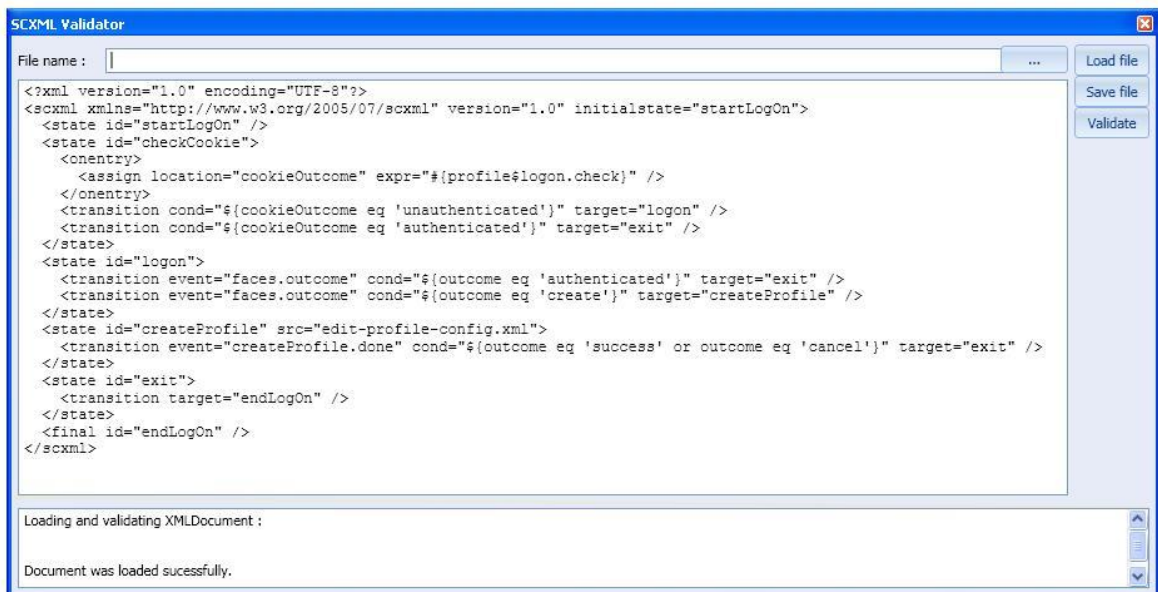 SCXML Validator
File name :
...
Load file
Save file
Validate
<?xml version="1.0" encoding="UTF-8"?>
<scxml xmlns="http://www.w3.org/2005/07/scxml" version="1.0" initialstate="startLogOn">
<state id="startLogOn" />
<state id="checkCookie">
<onentry>
<assign location="cookieOutcome" expr="#{profile$logon.check}" />
</onentry>
<transition cond="${cookieOutcome eq 'unauthenticated'}" target="logon" />
<transition cond="${cookieOutcome eq 'authenticated'}" target="exit" />
</state>
<state id="logon">
<transition event="faces.outcome" cond="${outcome eq 'authenticated'}" target="exit" />
<transition event="faces.outcome" cond="${outcome eq 'create'}" target="createProfile" />
</state>
<state id="createProfile" src="edit-profile-config.xml">
<transition event="createProfile.done" cond="${outcome eq 'success' or outcome eq 'cancel'}" target="exit" />
</state>
<state id="exit">
<transition target="endLogOn" />
</state>
<final id="endLogOn" />
</scxml>
Loading and validating XMLDocument :
Document was loaded sucessfully.